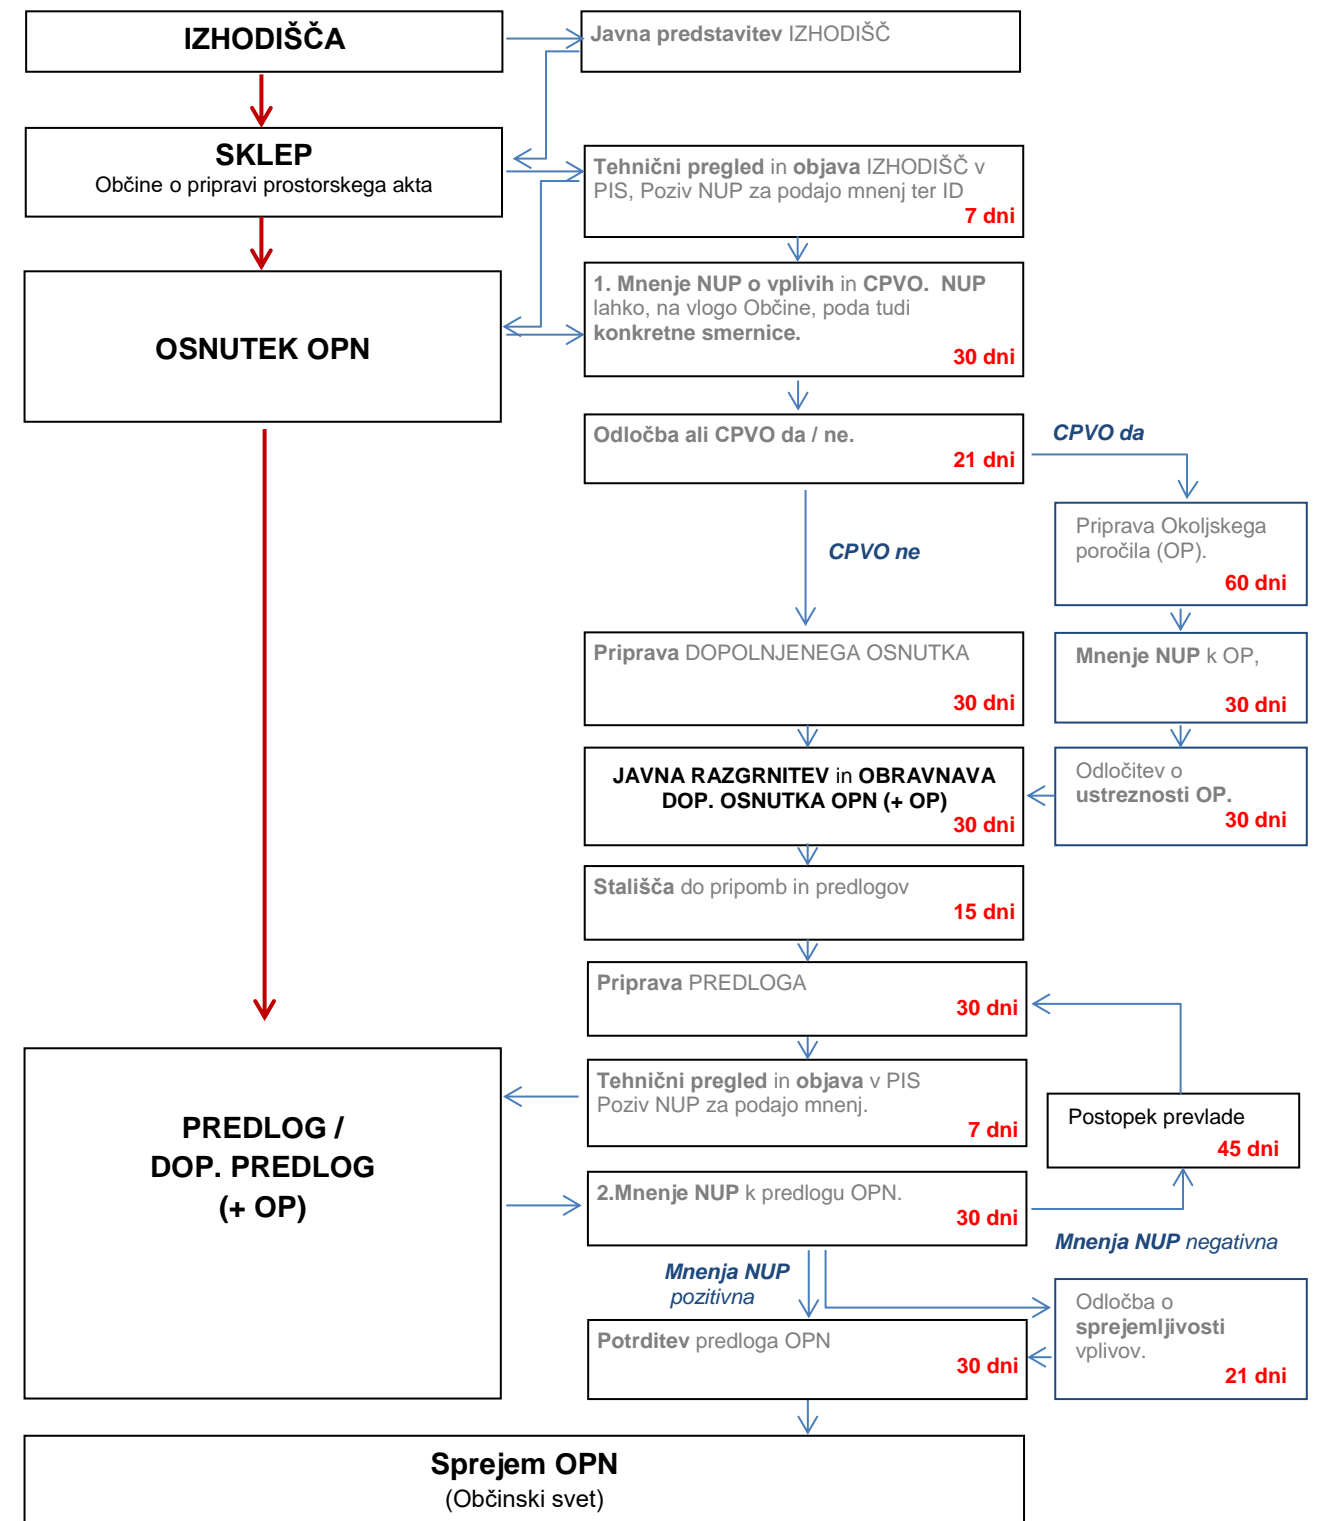 IZHODIŠČA
Javna predstavitev IZHODIŠČ
SKLEP
Občine o pripravi prostorskega akta
Tehnični pregled in objava IZHODIŠČ v
PIS, Poziv NUP za podajo mnenj ter ID
7 dni
OSNUTEK OPN
1. Mnenje NUP o vplivih in CPVO. NUP
lahko, na vlogo Občine, poda tudi
konkretne smernice.
30 dni
Odločba ali CPVO da / ne.
21 dni
CPVO da
CPVO ne
Priprava Okoljskega
poročila (OP).
60 dni
Priprava DOPOLNJENEGA OSNUTKA
30 dni
Mnenje NUP k OP,
30 dni
JAVNA RAZGRNITEV in OBRAVNAVA
DOP. OSNUTKA OPN (+ OP)
30 dni
Odločitev o
ustreznosti OP.
30 dni
Stališča do pripomb in predlogov
15 dni
Priprava PREDLOGA
30 dni
PREDLOG /
DOP. PREDLOG
(+ OP)
Tehnični pregled in objava v PIS
Poziv NUP za podajo mnenj.
7 dni
Postopek prevlade
45 dni
2.Mnenje NUP k predlogu OPN.
30 dni
Mnenja NUP negativna
Mnenja NUP
pozitivna
Odločba o
sprejemljivosti
vplivov.
21 dni
Potrditev predloga OPN
30 dni
Sprejem OPN
(Občinski svet)